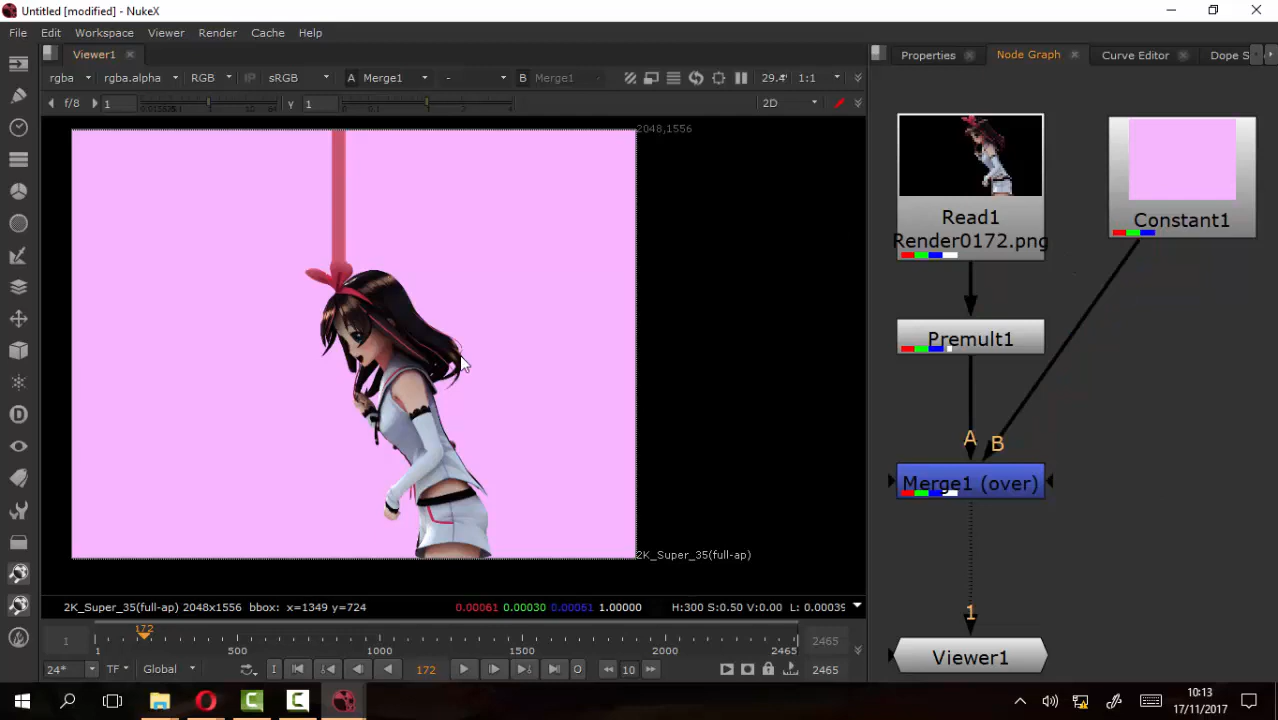 Untitled [modified] - NukeX
File Edit Workspace Viewer Render Cache Help
Viewer1
Properties Node Graph Curve Editor Dope S
rgba rgba.alpha RGB IP sRGB A Merge1 - B Merge1 29.4 1:1
f/8 1 Y 1 2D
2048,1556
Read1
Render0172.png
Constant1
Premult1
A B
Merge1 (over)
1
Viewer1
2K_Super_35(full-ap)
2K_Super_35(full-ap) 2048x1556 bbox: x=1349 y=724 0.00061 0.00030 0.00061 1.00000 H:300 S:0.50 V:0.00 L: 0.00039
172
1 1 500 1000 1500 2000 2465 2465
24* TF Global I 172 O 10 2465
10:13
17/11/2017